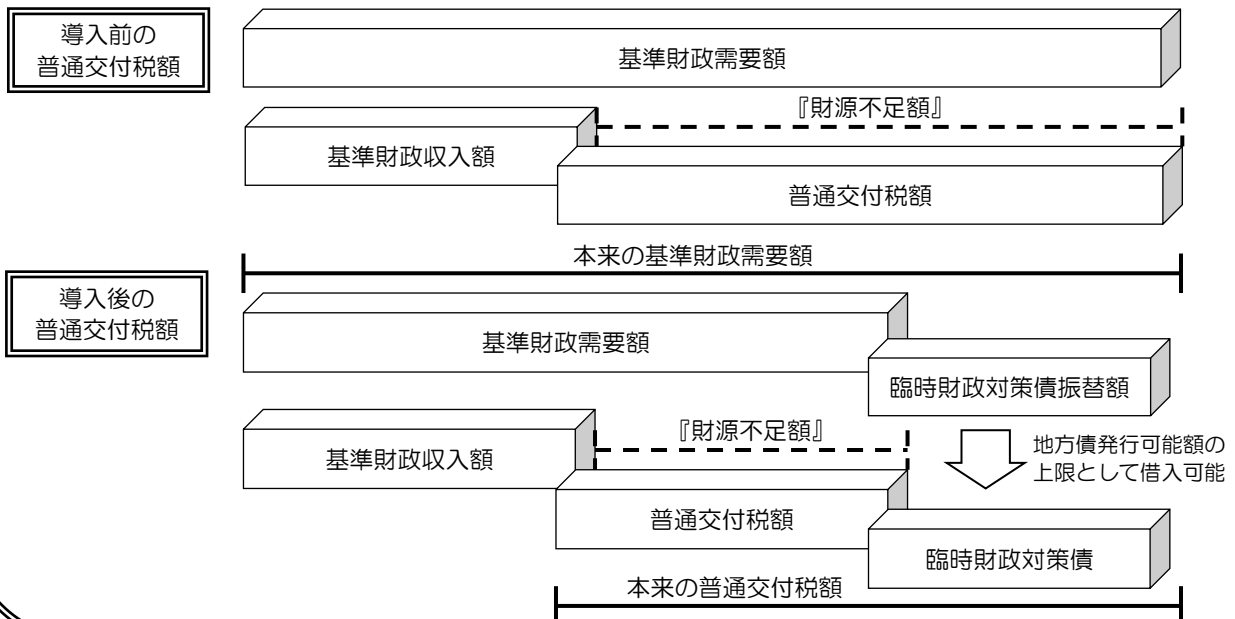 導入前の
普通交付税額
基準財政需要額
『財源不足額』
基準財政収入額
普通交付税額
本来の基準財政需要額
導入後の
普通交付税額
基準財政需要額
臨時財政対策債振替額
『財源不足額』
基準財政収入額
地方債発行可能額の
上限として借入可能
普通交付税額
臨時財政対策債
本来の普通交付税額